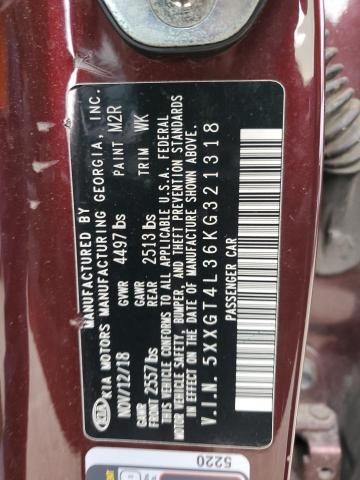 MANUFACTURED BY
KIA KIA MOTORS MANUFACTURING GEORGIA, INC.
NOV/12/18 GVWR 4497 lbs PAINT M2R
GAWR FRONT 2557 lbs GAWR REAR 2513 lbs TRIM WK
THIS VEHICLE CONFORMS TO ALL APPLICABLE U.S.A. FEDERAL
MOTOR VEHICLE SAFETY, BUMPER, AND THEFT PREVENTION STANDARDS
IN EFFECT ON THE DATE OF MANUFACTURE SHOWN ABOVE.
V.I.N. 5XXGT4L36KG321318
PASSENGER CAR
5220